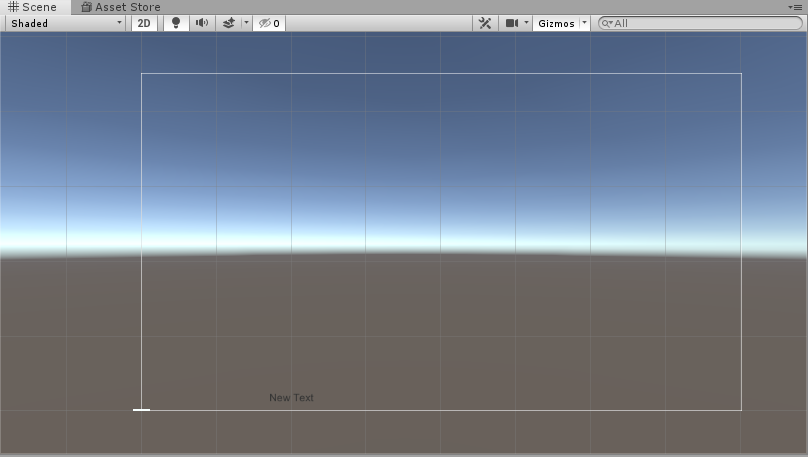 Scene Asset Store
Shaded 2D 0 Gizmos All
New Text